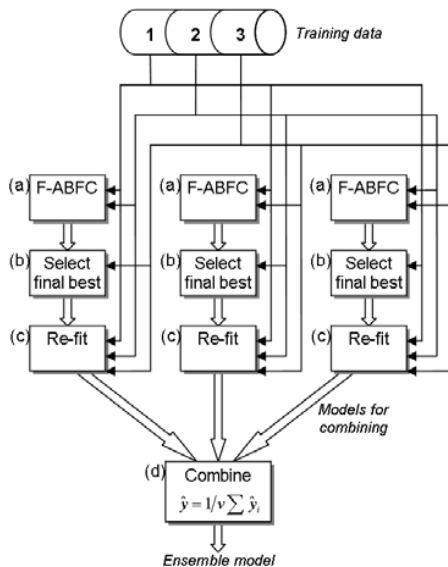 1 2 3 Training data
(a) F-ABFC (a) F-ABFC (a) F-ABFC
(b) Select final best (b) Select final best (b) Select final best
(c) Re-fit (c) Re-fit (c) Re-fit
Models for
combining
(d) Combine
ŷ = 1/v ∑ ŷᵢ
Ensemble model